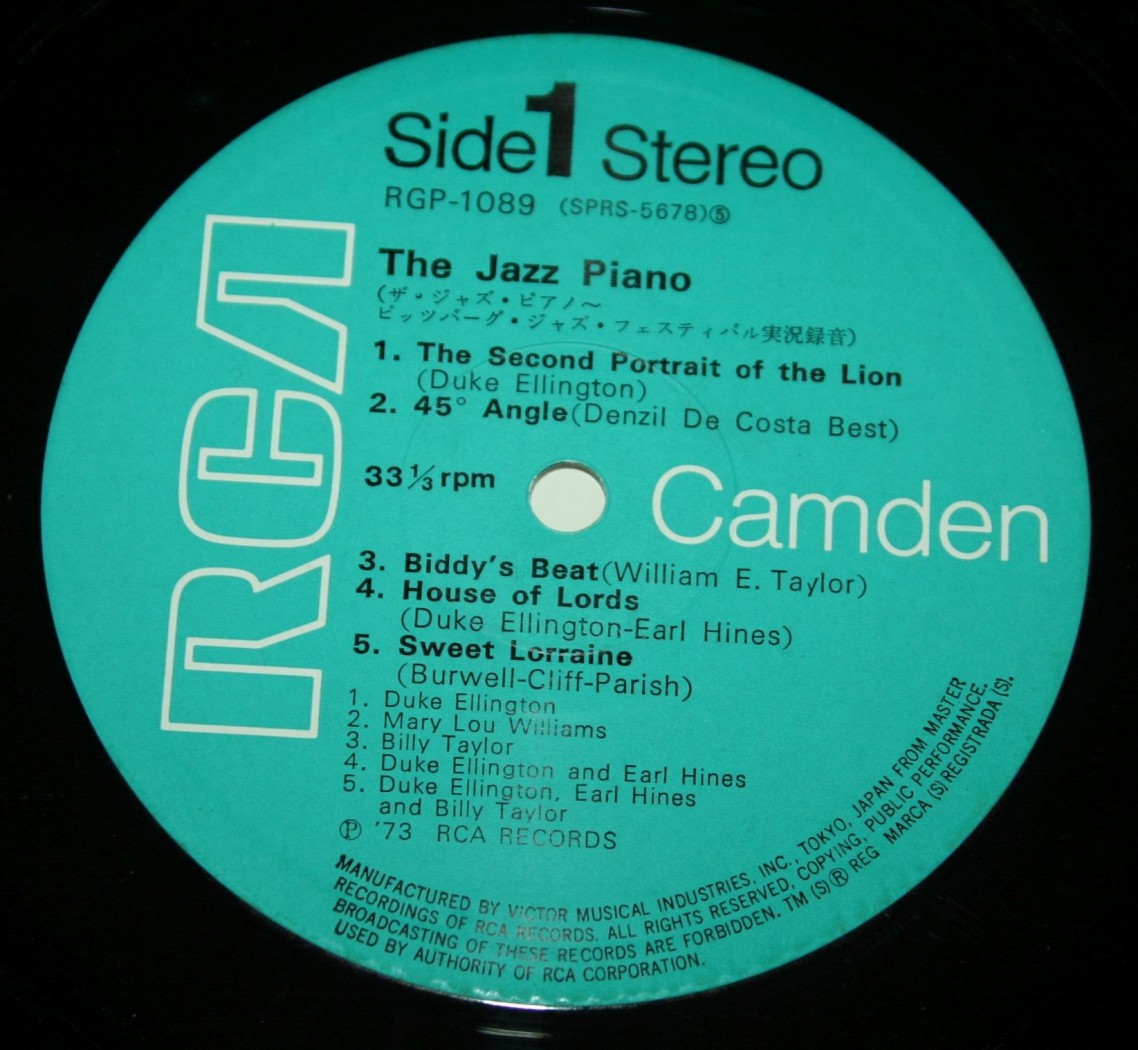 Side 1 Stereo
RGP-1089 (SPRS-5678)⑤
The Jazz Piano
(ザ・ジャズ・ピアノ〜
ピッツバーグ・ジャズ・フェスティバル実況録音)
1. The Second Portrait of the Lion
(Duke Ellington)
2. 45° Angle(Denzil De Costa Best)
33⅓rpm
RCA
Camden
3. Biddy's Beat(William E. Taylor)
4. House of Lords
(Duke Ellington-Earl Hines)
5. Sweet Lorraine
(Burwell-Cliff-Parish)
1. Duke Ellington
2. Mary Lou Williams
3. Billy Taylor
4. Duke Ellington and Earl Hines
5. Duke Ellington, Earl Hines
and Billy Taylor
℗ '73 RCA RECORDS
MANUFACTURED BY VICTOR MUSICAL INDUSTRIES, INC., TOKYO, JAPAN FROM MASTER
RECORDINGS OF RCA RECORDS. ALL RIGHTS RESERVED, COPYING, PUBLIC PERFORMANCE,
BROADCASTING OF THESE RECORDS ARE FORBIDDEN. TM (S) ® REG MARCA (S) REGISTRADA (S).
USED BY AUTHORITY OF RCA CORPORATION.